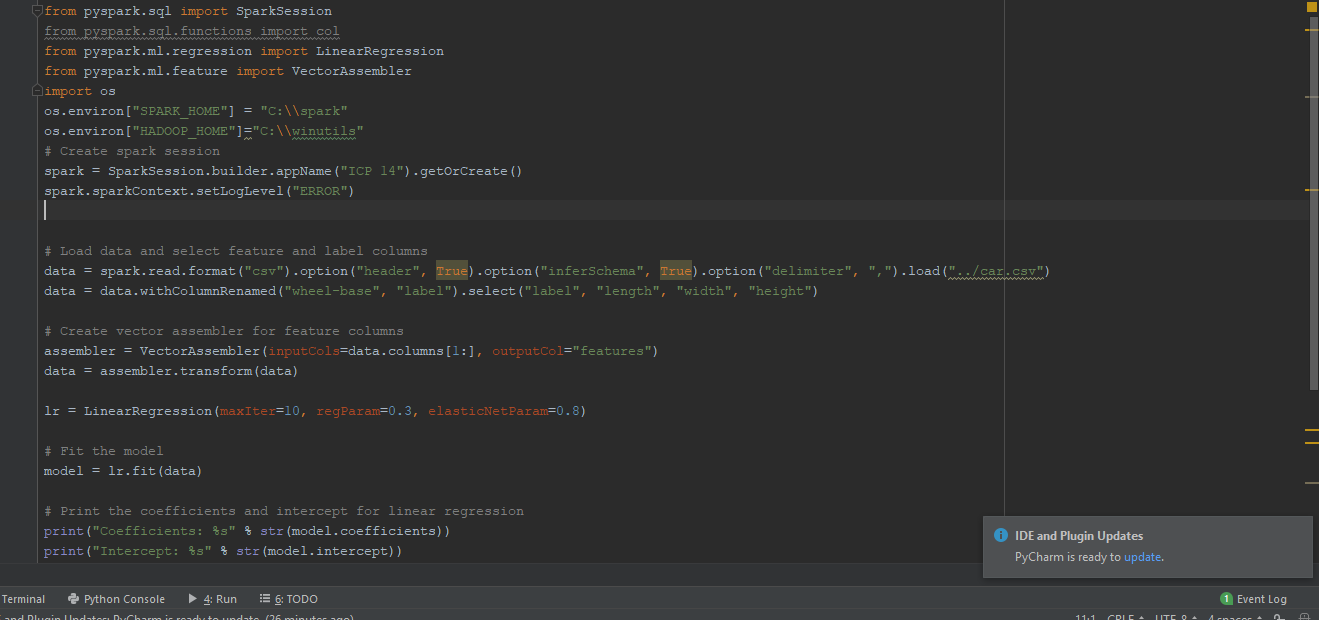 from pyspark.sql import SparkSession
from pyspark.sql.functions import col
from pyspark.ml.regression import LinearRegression
from pyspark.ml.feature import VectorAssembler
import os
os.environ["SPARK_HOME"] = "C:\\spark"
os.environ["HADOOP_HOME"]="C:\\winutils"
# Create spark session
spark = SparkSession.builder.appName("ICP 14").getOrCreate()
spark.sparkContext.setLogLevel("ERROR")
# Load data and select feature and label columns
data = spark.read.format("csv").option("header", True).option("inferSchema", True).option("delimiter", ",").load("../car.csv")
data = data.withColumnRenamed("wheel-base", "label").select("label", "length", "width", "height")
# Create vector assembler for feature columns
assembler = VectorAssembler(inputCols=data.columns[1:], outputCol="features")
data = assembler.transform(data)
lr = LinearRegression(maxIter=10, regParam=0.3, elasticNetParam=0.8)
# Fit the model
model = lr.fit(data)
# Print the coefficients and intercept for linear regression
print("Coefficients: %s" % str(model.coefficients))
print("Intercept: %s" % str(model.intercept))
IDE and Plugin Updates
PyCharm is ready to update.
Terminal Python Console 4: Run 6: TODO 1 Event Log
and Plugin Updates: PyCharm is ready to update. (26 minutes ago) 11:1 CRLF UTF-8 4 spaces